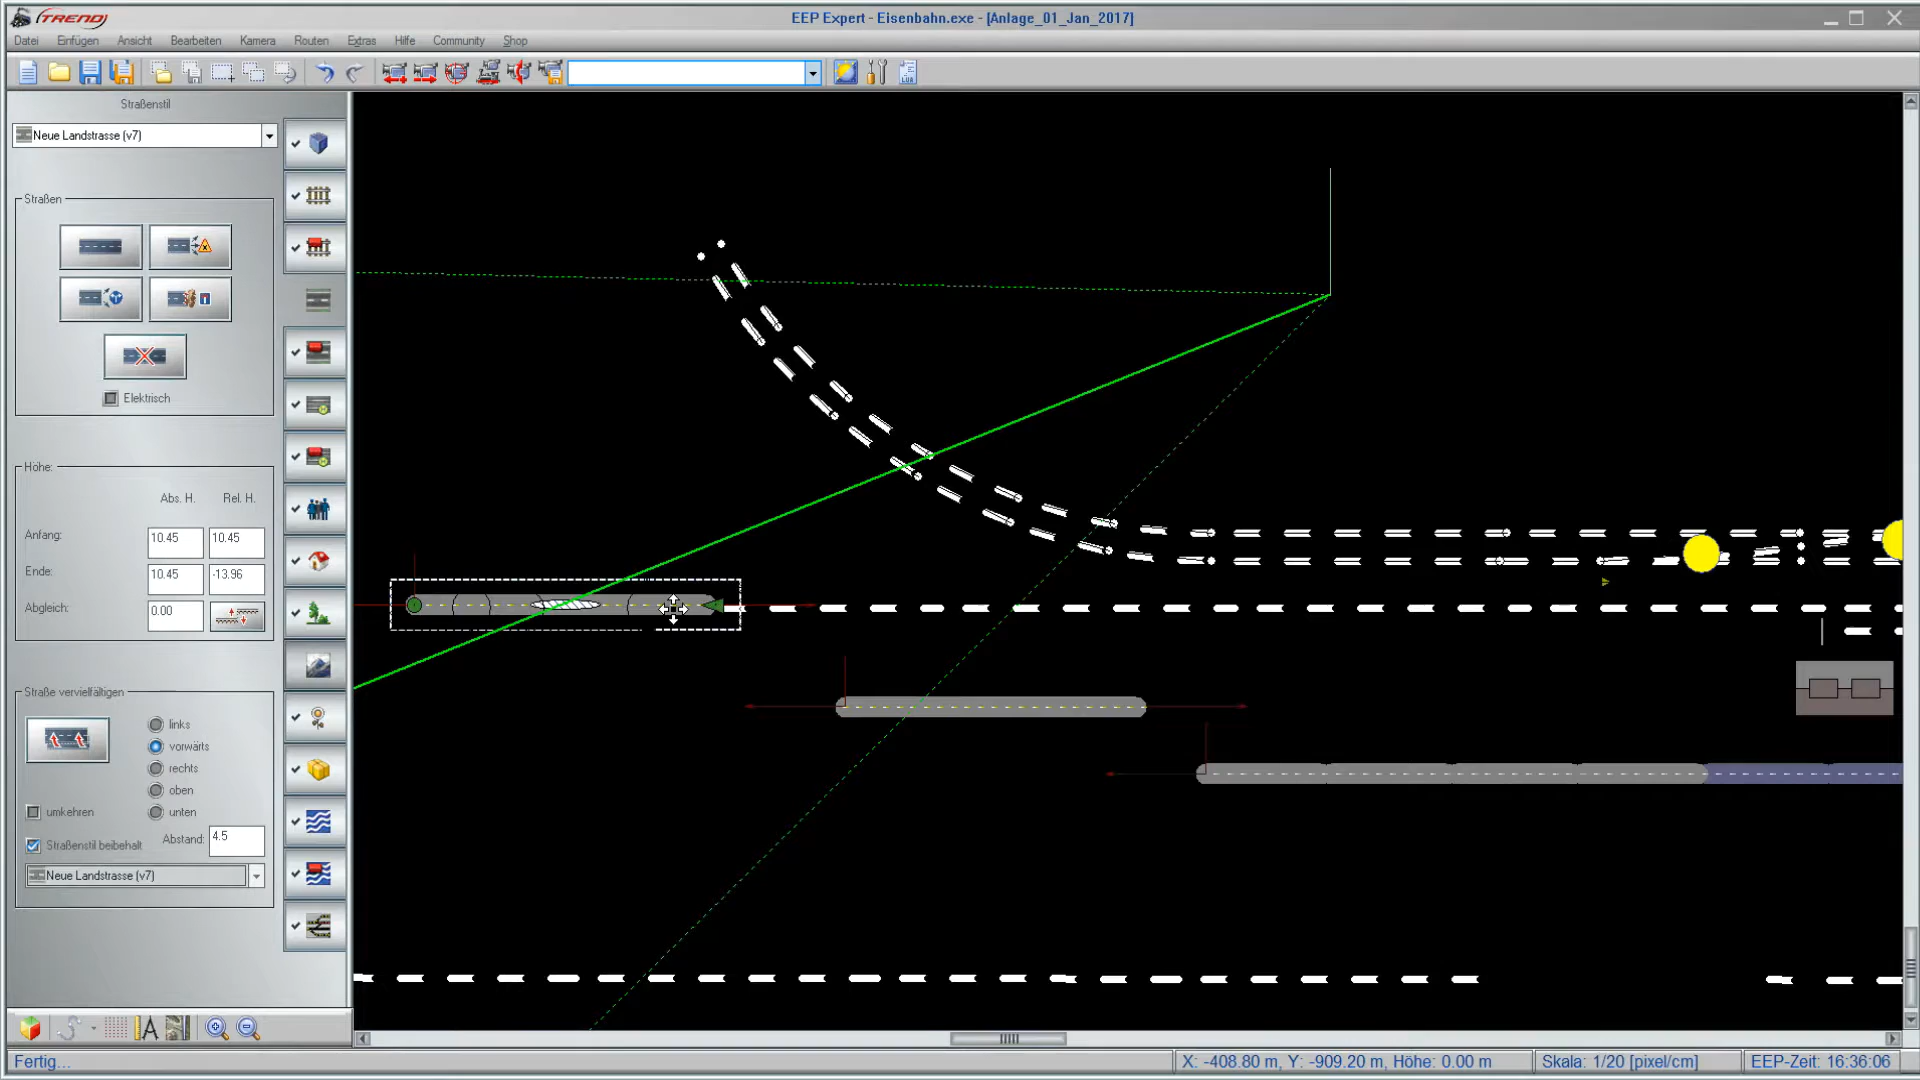 TREND
EEP Expert - Eisenbahn.exe - [Anlage_01_Jan_2017]
Datei Einfügen Ansicht Bearbeiten Kamera Routen Extras Hilfe Community Shop
LUA
Straßenstil
Neue Landstrasse (v7)
Straßen
Elektrisch
Höhe:
Abs. H. Rel. H.
Anfang: 10.45 10.45
Ende: 10.45 -13.96
Abgleich: 0.00
Straße vervielfältigen
links
vorwärts
rechts
oben
umkehren unten
Straßenstil beibehalt Abstand: 4.5
Neue Landstrasse (v7)
Fertig... X: -408.80 m, Y: -909.20 m, Höhe: 0.00 m Skala: 1/20 [pixel/cm] EEP-Zeit: 16:36:06